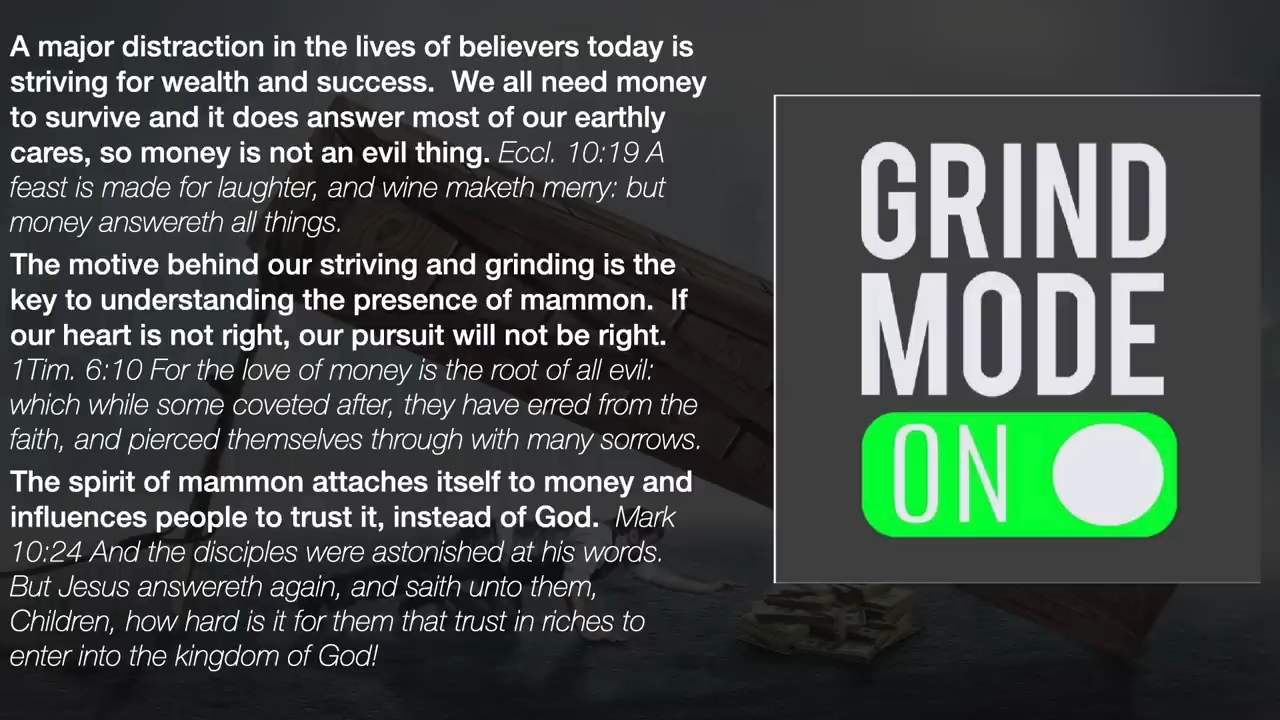 A major distraction in the lives of believers today is
striving for wealth and success.  We all need money
to survive and it does answer most of our earthly
cares, so money is not an evil thing. Eccl. 10:19 A
feast is made for laughter, and wine maketh merry: but
money answereth all things.
The motive behind our striving and grinding is the
key to understanding the presence of mammon.  If
our heart is not right, our pursuit will not be right.
1Tim. 6:10 For the love of money is the root of all evil:
which while some coveted after, they have erred from the
faith, and pierced themselves through with many sorrows.
The spirit of mammon attaches itself to money and
influences people to trust it, instead of God.  Mark
10:24 And the disciples were astonished at his words.
But Jesus answereth again, and saith unto them,
Children, how hard is it for them that trust in riches to
enter into the kingdom of God!
GRIND
MODE
ON